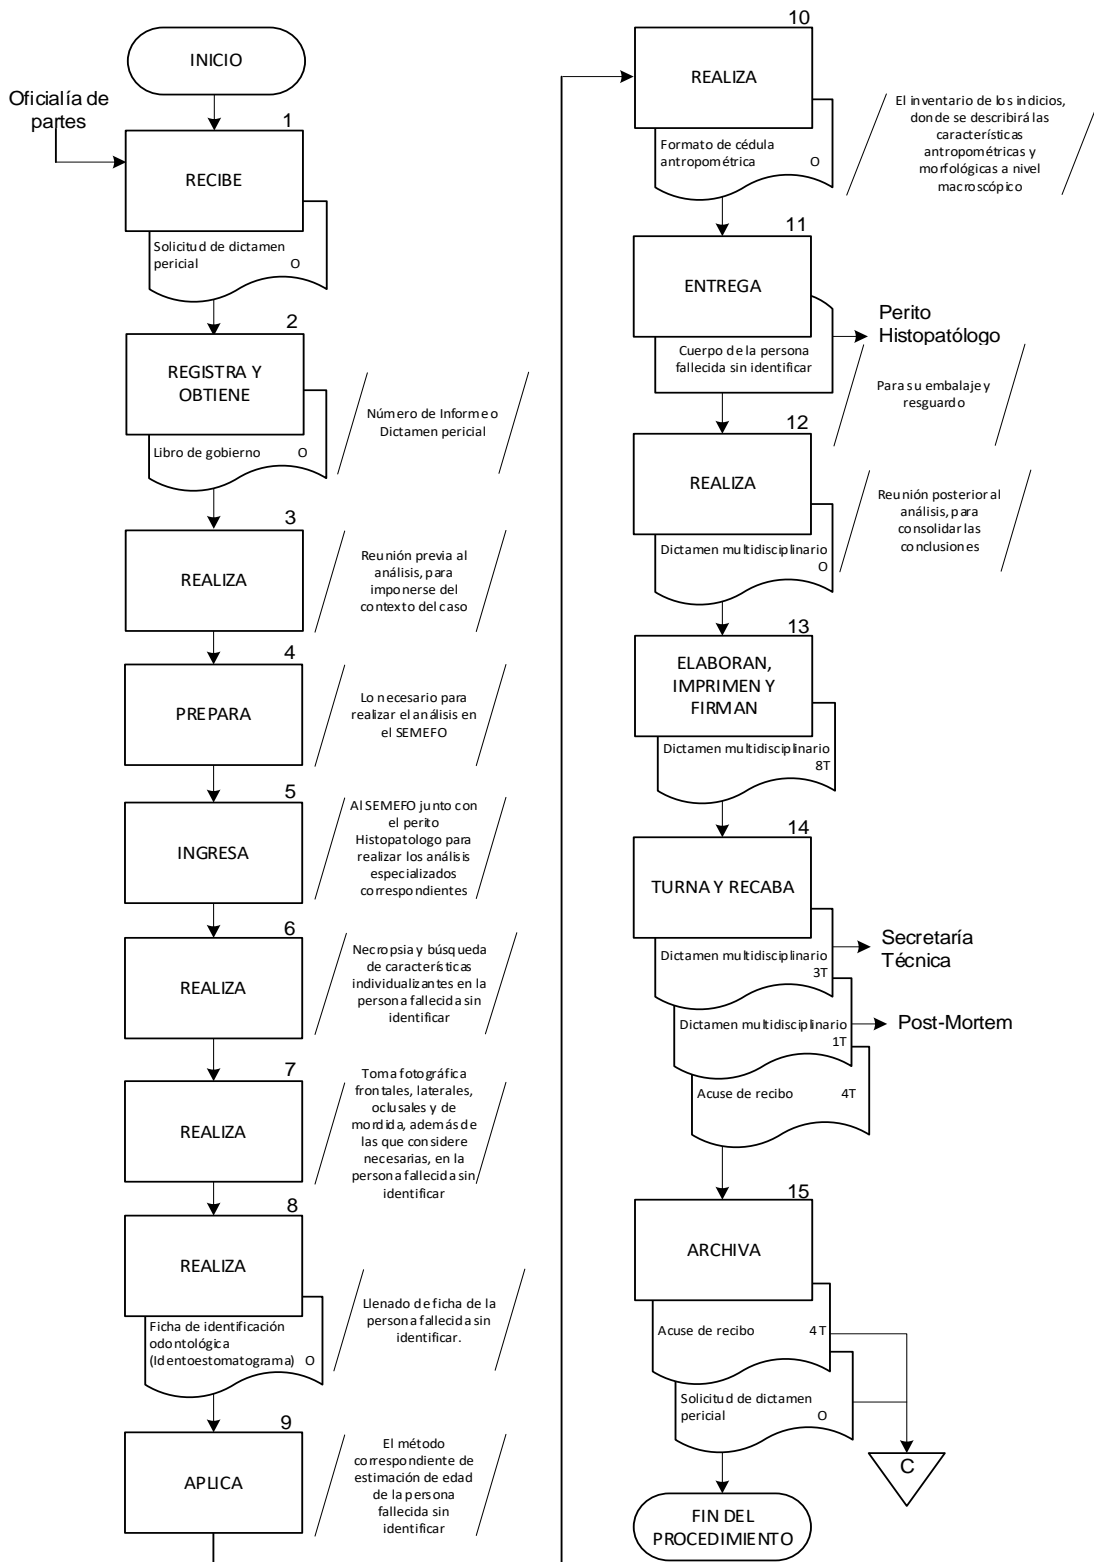 INICIO
Oficialía de
partes
1
RECIBE
Solicitud de dictamen
pericial O
2
REGISTRA Y
OBTIENE
Libro de gobierno O
Número de Informe o
Dictamen pericial
3
REALIZA
Reunión previa al
análisis, para
imponerse del
contexto del caso
4
PREPARA
Lo necesario para
realizar el análisis en
el SEMEFO
5
INGRESA
Al SEMEFO junto con
el perito
Histopatologo para
realizar los análisis
especializados
correspondientes
6
REALIZA
Necropsia y búsqueda
de características
individualizantes en la
persona fallecida sin
identificar
7
REALIZA
Toma fotográfica
frontales, laterales,
oclusales y de
mordida, además de
las que considere
necesarias, en la
persona fallecida sin
identificar
8
REALIZA
Ficha de identificación
odontológica
(Identoestomatograma) O
Llenado de ficha de la
persona fallecida sin
identificar.
9
APLICA
El método
correspondiente de
estimación de edad
de la persona
fallecida sin
identificar
10
REALIZA
Formato de cédula
antropométrica O
El inventario de los indicios,
donde se describirá las
características
antropométricas y
morfológicas a nivel
macroscópico
11
ENTREGA
Cuerpo de la persona
fallecida sin identificar
Perito
Histopatólogo
Para su embalaje y
resguardo
12
REALIZA
Dictamen multidisciplinario
O
Reunión posterior al
análisis, para
consolidar las
conclusiones
13
ELABORAN,
IMPRIMEN Y
FIRMAN
Dictamen multidisciplinario
8T
14
TURNA Y RECABA
Dictamen multidisciplinario
3T
Secretaría
Técnica
Dictamen multidisciplinario
1T
Post-Mortem
Acuse de recibo 4T
15
ARCHIVA
Acuse de recibo 4T
Solicitud de dictamen
pericial O
C
FIN DEL
PROCEDIMIENTO